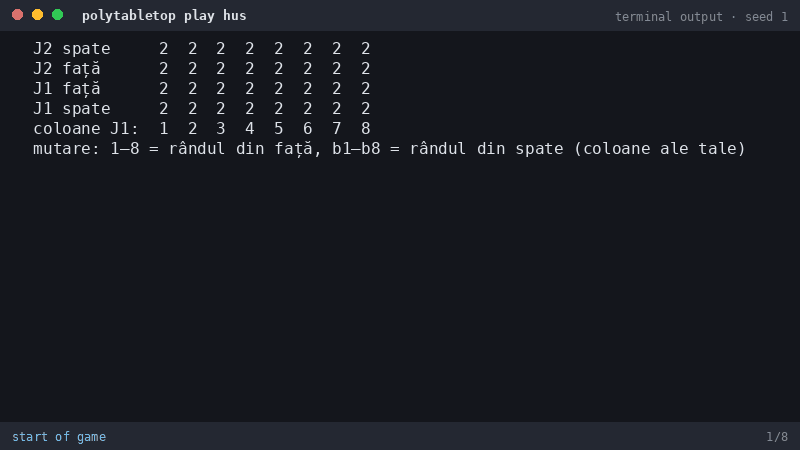 polytabletop play hus
terminal output · seed 1
J2 spate 2 2 2 2 2 2 2 2
J2 față 2 2 2 2 2 2 2 2
J1 față 2 2 2 2 2 2 2 2
J1 spate 2 2 2 2 2 2 2 2
coloane J1: 1 2 3 4 5 6 7 8
mutare: 1–8 = rândul din față, b1–b8 = rândul din spate (coloane ale tale)
start of game
1/8